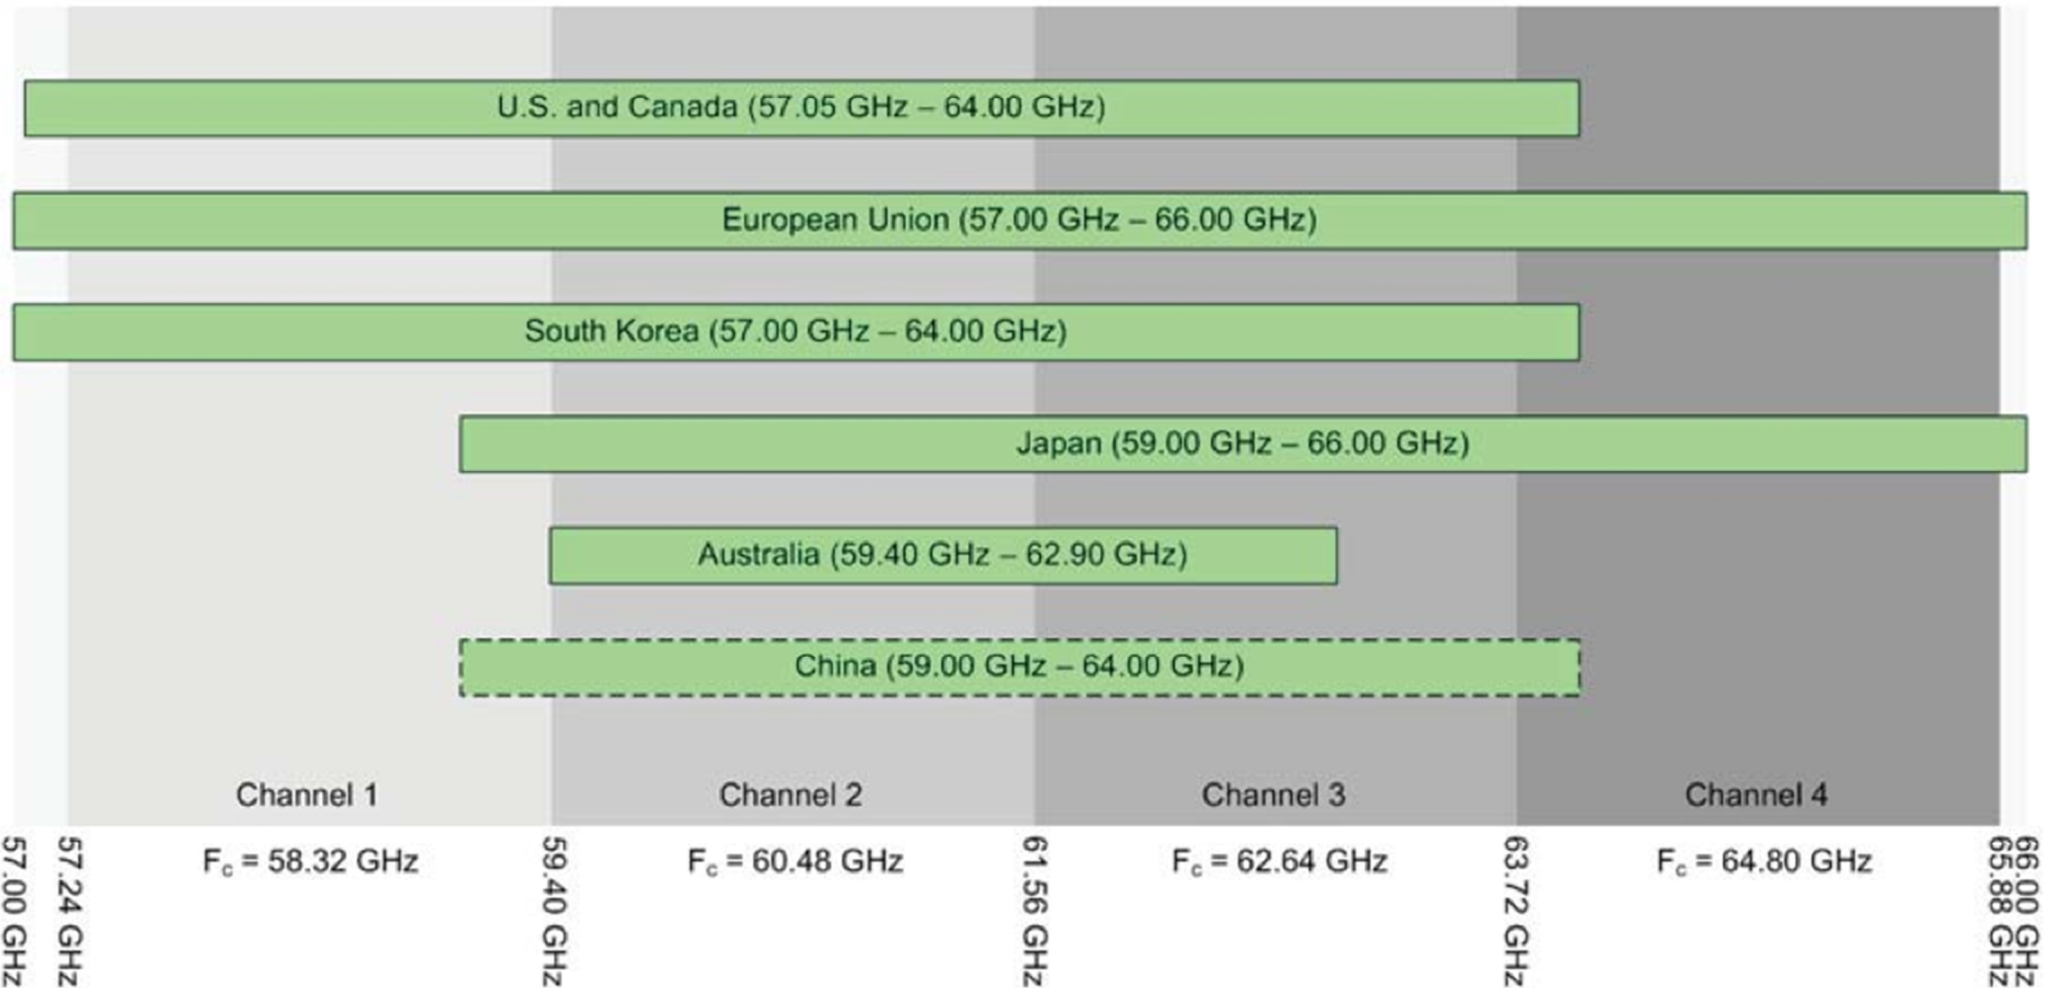 U.S. and Canada (57.05 GHz – 64.00 GHz)
European Union (57.00 GHz – 66.00 GHz)
South Korea (57.00 GHz – 64.00 GHz)
Japan (59.00 GHz – 66.00 GHz)
Australia (59.40 GHz – 62.90 GHz)
China (59.00 GHz – 64.00 GHz)
Channel 1
Channel 2
Channel 3
Channel 4
57.00 GHz
57.24 GHz
Fc = 58.32 GHz
59.40 GHz
Fc = 60.48 GHz
61.56 GHz
Fc = 62.64 GHz
63.72 GHz
Fc = 64.80 GHz
65.88 GHz
66.00 GHz